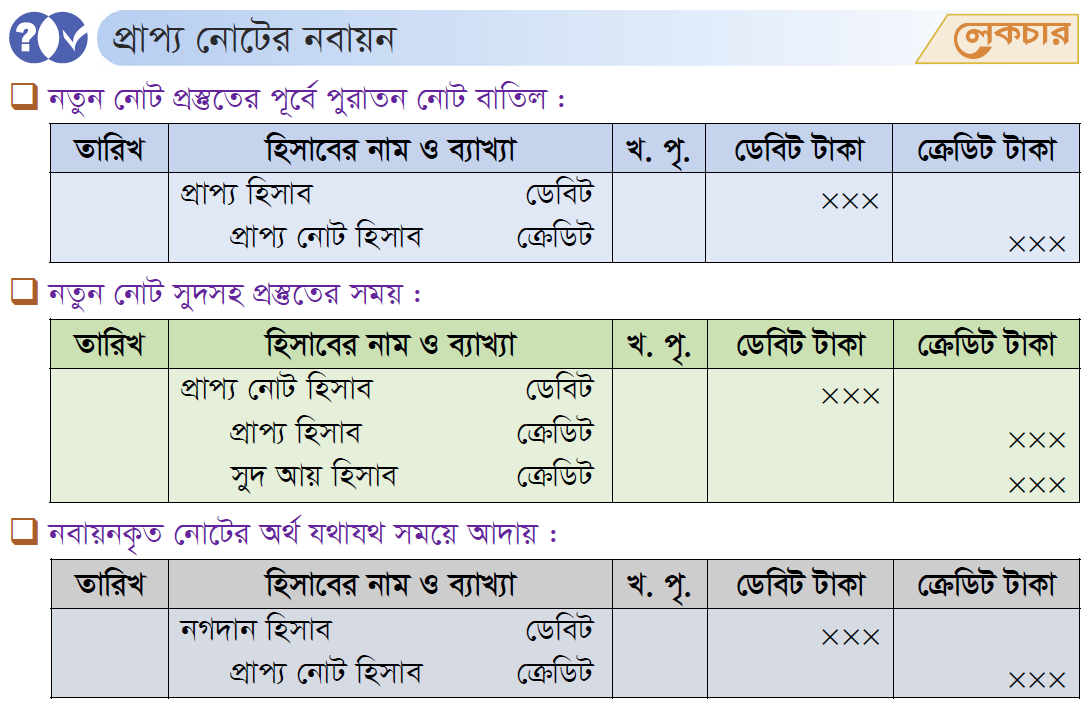 প্রাপ্য নোটের নবায়ন
লেকচার
নতুন নোট প্রস্তুতের পূর্বে পুরাতন নোট বাতিল :
তারিখ হিসাবের নাম ও ব্যাখ্যা খ. পৃ. ডেবিট টাকা ক্রেডিট টাকা
প্রাপ্য হিসাব ডেবিট ×××
প্রাপ্য নোট হিসাব ক্রেডিট ×××
নতুন নোট সুদসহ প্রস্তুতের সময় :
তারিখ হিসাবের নাম ও ব্যাখ্যা খ. পৃ. ডেবিট টাকা ক্রেডিট টাকা
প্রাপ্য নোট হিসাব ডেবিট ×××
প্রাপ্য হিসাব ক্রেডিট ×××
সুদ আয় হিসাব ক্রেডিট ×××
নবায়নকৃত নোটের অর্থ যথাযথ সময়ে আদায় :
তারিখ হিসাবের নাম ও ব্যাখ্যা খ. পৃ. ডেবিট টাকা ক্রেডিট টাকা
নগদান হিসাব ডেবিট ×××
প্রাপ্য নোট হিসাব ক্রেডিট ×××